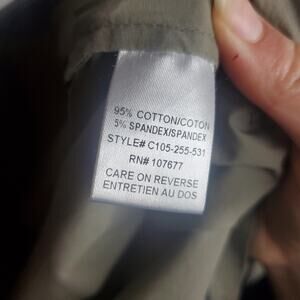 95% COTTON/COTON
5% SPANDEX/SPANDEX
STYLE# C105-255-531
RN# 107677
CARE ON REVERSE
ENTRETIEN AU DOS